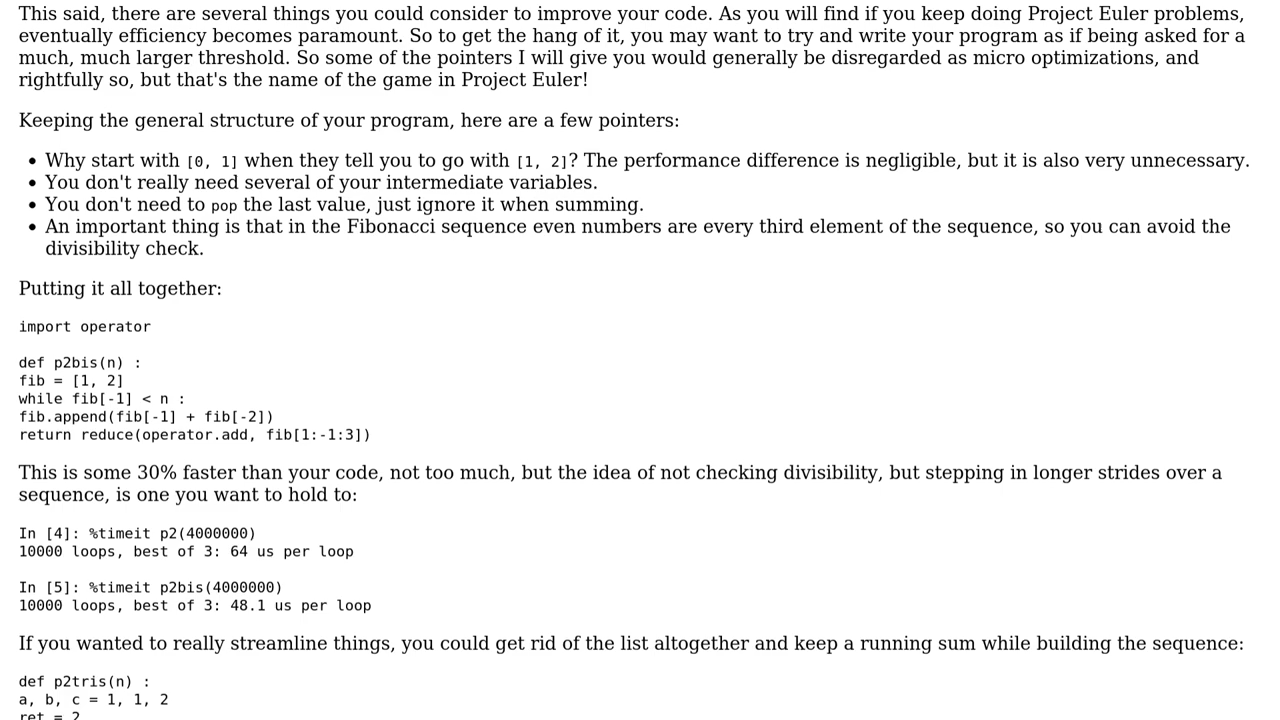 This said, there are several things you could consider to improve your code. As you will find if you keep doing Project Euler problems,
eventually efficiency becomes paramount. So to get the hang of it, you may want to try and write your program as if being asked for a
much, much larger threshold. So some of the pointers I will give you would generally be disregarded as micro optimizations, and
rightfully so, but that's the name of the game in Project Euler!
Keeping the general structure of your program, here are a few pointers:
• Why start with [0, 1] when they tell you to go with [1, 2]? The performance difference is negligible, but it is also very unnecessary.
• You don't really need several of your intermediate variables.
• You don't need to pop the last value, just ignore it when summing.
• An important thing is that in the Fibonacci sequence even numbers are every third element of the sequence, so you can avoid the
divisibility check.
Putting it all together:
import operator
def p2bis(n) :
fib = [1, 2]
while fib[-1] < n :
fib.append(fib[-1] + fib[-2])
return reduce(operator.add, fib[1:-1:3])
This is some 30% faster than your code, not too much, but the idea of not checking divisibility, but stepping in longer strides over a
sequence, is one you want to hold to:
In [4]: %timeit p2(4000000)
10000 loops, best of 3: 64 us per loop
In [5]: %timeit p2bis(4000000)
10000 loops, best of 3: 48.1 us per loop
If you wanted to really streamline things, you could get rid of the list altogether and keep a running sum while building the sequence:
def p2tris(n) :
a, b, c = 1, 1, 2
ret = 2